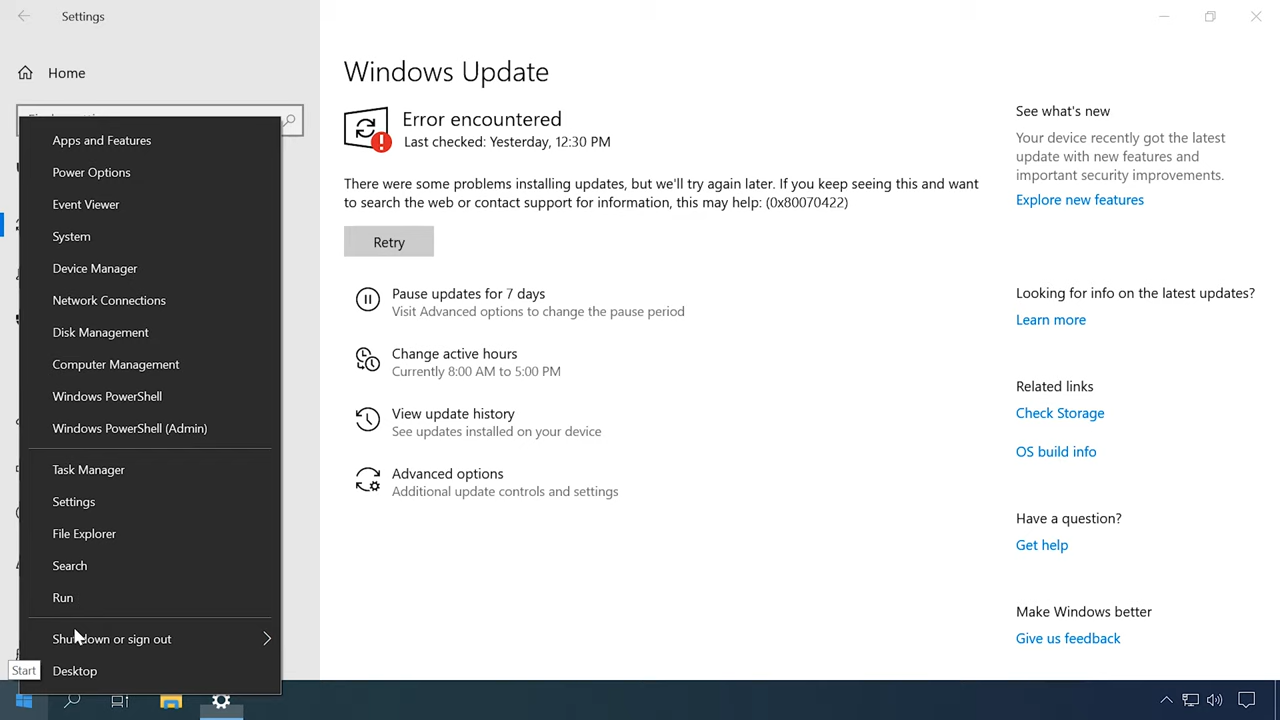 Settings
Home
Apps and Features
Power Options
Event Viewer
System
Device Manager
Network Connections
Disk Management
Computer Management
Windows PowerShell
Windows PowerShell (Admin)
Task Manager
Settings
File Explorer
Search
Run
Shut down or sign out
Desktop
Start
Windows Update
Error encountered
Last checked: Yesterday, 12:30 PM
There were some problems installing updates, but we'll try again later. If you keep seeing this and want
to search the web or contact support for information, this may help: (0x80070422)
Retry
Pause updates for 7 days
Visit Advanced options to change the pause period
Change active hours
Currently 8:00 AM to 5:00 PM
View update history
See updates installed on your device
Advanced options
Additional update controls and settings
See what's new
Your device recently got the latest
update with new features and
important security improvements.
Explore new features
Looking for info on the latest updates?
Learn more
Related links
Check Storage
OS build info
Have a question?
Get help
Make Windows better
Give us feedback